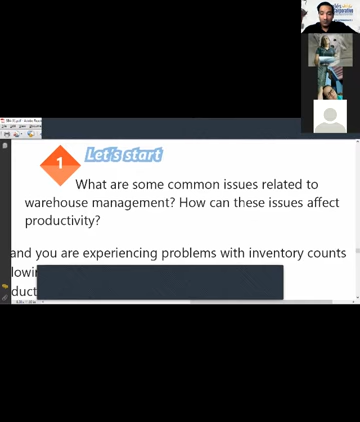 1
Let's start
What are some common issues related to
warehouse management? How can these issues affect
productivity?
and you are experiencing problems with inventory counts